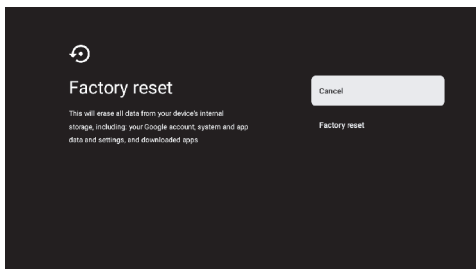 Factory reset
This will erase all data from your device's internal
storage, including: your Google account, system and app
data and settings, and downloaded apps
Cancel
Factory reset